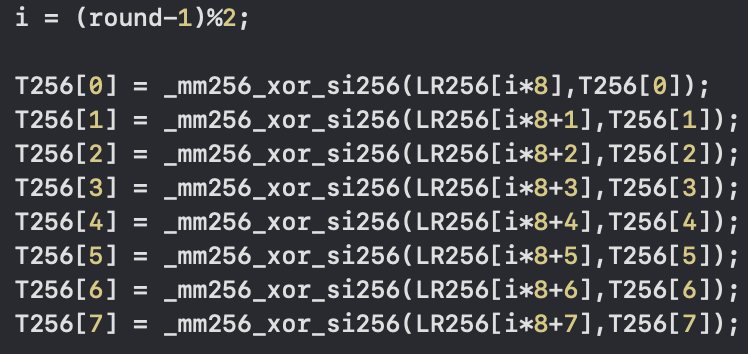 i = (round-1)%2;
T256[0] = _mm256_xor_si256(LR256[i*8],T256[0]);
T256[1] = _mm256_xor_si256(LR256[i*8+1],T256[1]);
T256[2] = _mm256_xor_si256(LR256[i*8+2],T256[2]);
T256[3] = _mm256_xor_si256(LR256[i*8+3],T256[3]);
T256[4] = _mm256_xor_si256(LR256[i*8+4],T256[4]);
T256[5] = _mm256_xor_si256(LR256[i*8+5],T256[5]);
T256[6] = _mm256_xor_si256(LR256[i*8+6],T256[6]);
T256[7] = _mm256_xor_si256(LR256[i*8+7],T256[7]);